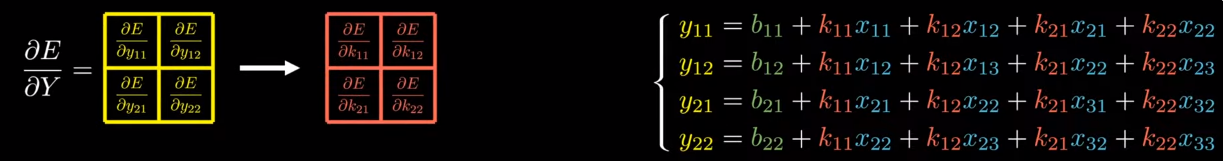 ∂E/∂Y = [∂E/∂y₁₁ ∂E/∂y₁₂; ∂E/∂y₂₁ ∂E/∂y₂₂] → [∂E/∂k₁₁ ∂E/∂k₁₂; ∂E/∂k₂₁ ∂E/∂k₂₂]
y₁₁ = b₁₁ + k₁₁x₁₁ + k₁₂x₁₂ + k₂₁x₂₁ + k₂₂x₂₂
y₁₂ = b₁₂ + k₁₁x₁₂ + k₁₂x₁₃ + k₂₁x₂₂ + k₂₂x₂₃
y₂₁ = b₂₁ + k₁₁x₂₁ + k₁₂x₂₂ + k₂₁x₃₁ + k₂₂x₃₂
y₂₂ = b₂₂ + k₁₁x₂₂ + k₁₂x₂₃ + k₂₁x₃₂ + k₂₂x₃₃